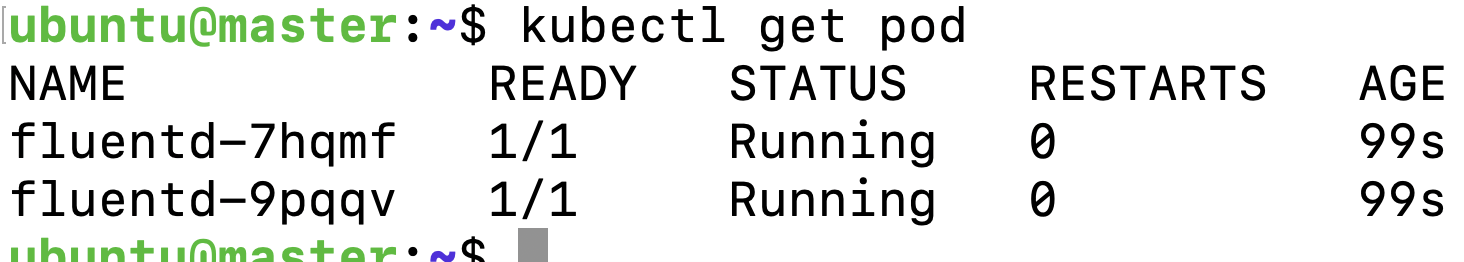 ubuntu@master:~$ kubectl get pod
NAME READY STATUS RESTARTS AGE
fluentd-7hqmf 1/1 Running 0 99s
fluentd-9pqqv 1/1 Running 0 99s
ubuntu@master:~$